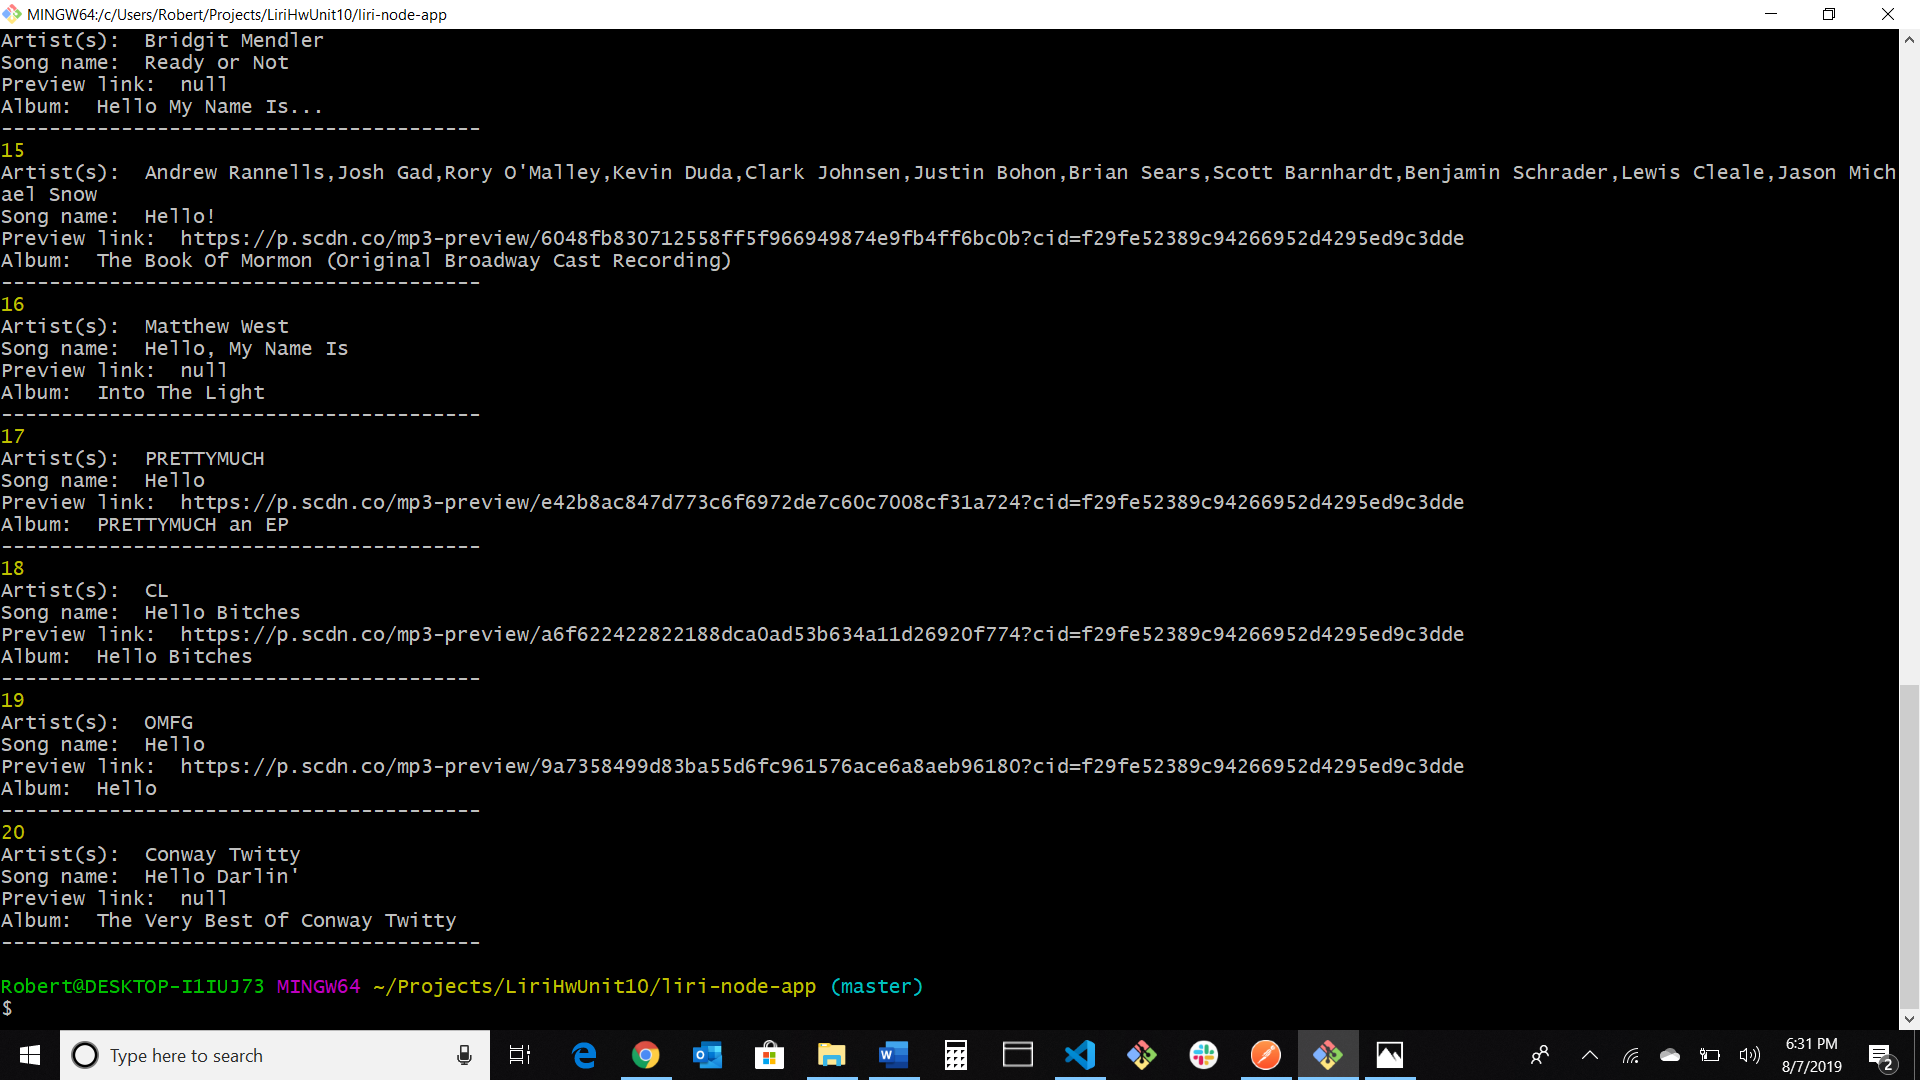 MINGW64:/c/Users/Robert/Projects/LiriHwUnit10/liri-node-app
Artist(s):  Bridgit Mendler
Song name:  Ready or Not
Preview link:  null
Album:  Hello My Name Is...
----------------------------------------
15
Artist(s):  Andrew Rannells,Josh Gad,Rory O'Malley,Kevin Duda,Clark Johnsen,Justin Bohon,Brian Sears,Scott Barnhardt,Benjamin Schrader,Lewis Cleale,Jason Mich
ael Snow
Song name:  Hello!
Preview link:  https://p.scdn.co/mp3-preview/6048fb830712558ff5f966949874e9fb4ff6bc0b?cid=f29fe52389c94266952d4295ed9c3dde
Album:  The Book Of Mormon (Original Broadway Cast Recording)
----------------------------------------
16
Artist(s):  Matthew West
Song name:  Hello, My Name Is
Preview link:  null
Album:  Into The Light
----------------------------------------
17
Artist(s):  PRETTYMUCH
Song name:  Hello
Preview link:  https://p.scdn.co/mp3-preview/e42b8ac847d773c6f6972de7c60c7008cf31a724?cid=f29fe52389c94266952d4295ed9c3dde
Album:  PRETTYMUCH an EP
----------------------------------------
18
Artist(s):  CL
Song name:  Hello Bitches
Preview link:  https://p.scdn.co/mp3-preview/a6f622422822188dca0ad53b634a11d26920f774?cid=f29fe52389c94266952d4295ed9c3dde
Album:  Hello Bitches
----------------------------------------
19
Artist(s):  OMFG
Song name:  Hello
Preview link:  https://p.scdn.co/mp3-preview/9a7358499d83ba55d6fc961576ace6a8aeb96180?cid=f29fe52389c94266952d4295ed9c3dde
Album:  Hello
----------------------------------------
20
Artist(s):  Conway Twitty
Song name:  Hello Darlin'
Preview link:  null
Album:  The Very Best Of Conway Twitty
----------------------------------------
Robert@DESKTOP-I1IUJ73 MINGW64 ~/Projects/LiriHwUnit10/liri-node-app (master)
$
Type here to search
6:31 PM
8/7/2019
2